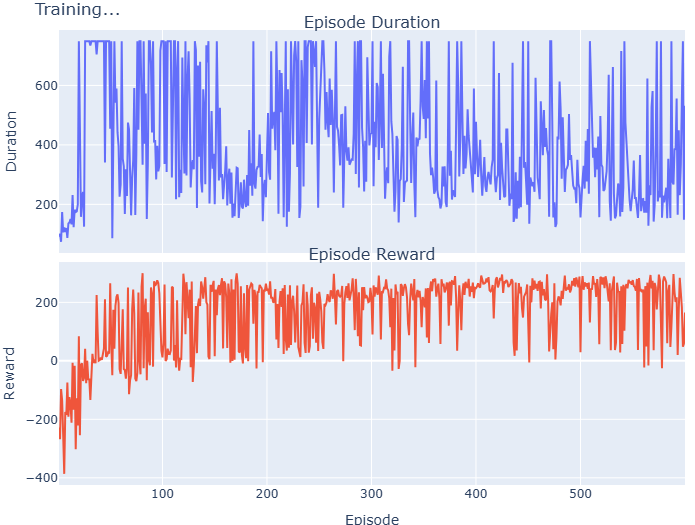 Training...
Episode Duration
Duration
600
400
200
Episode Reward
Reward
200
0
−200
−400
100
200
300
400
500
Episode